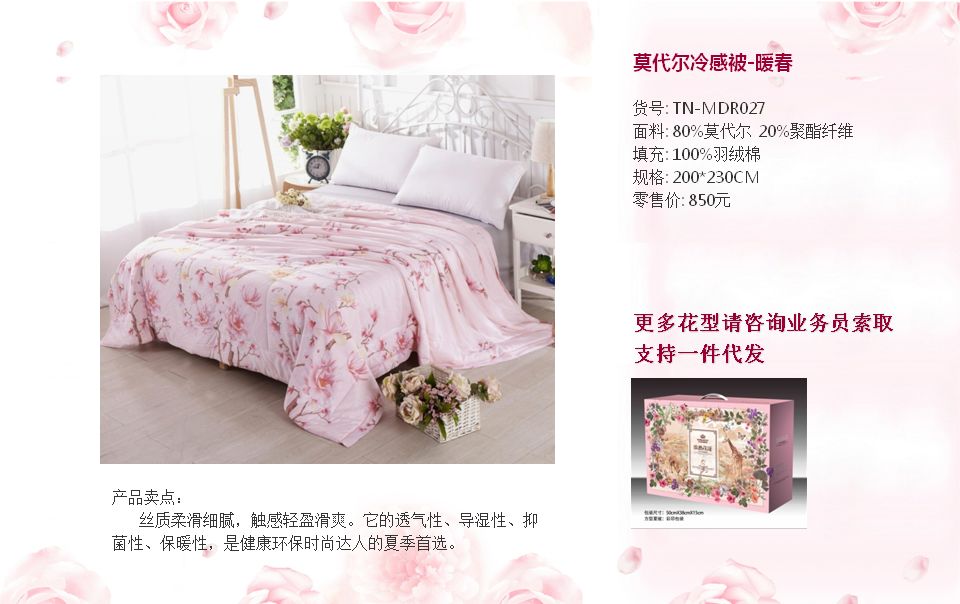 莫代尔冷感被-暖春
货号: TN-MDR027
面料: 80%莫代尔 20%聚酯纤维
填充: 100%羽绒棉
规格: 200*230CM
零售价: 850元
更多花型请咨询业务员索取
支持一件代发
包装尺寸: 50cmX38cmX15cm
产品卖点：
丝质柔滑细腻，触感轻盈滑爽。它的透气性、导湿性、抑
菌性、保暖性，是健康环保时尚达人的夏季首选。